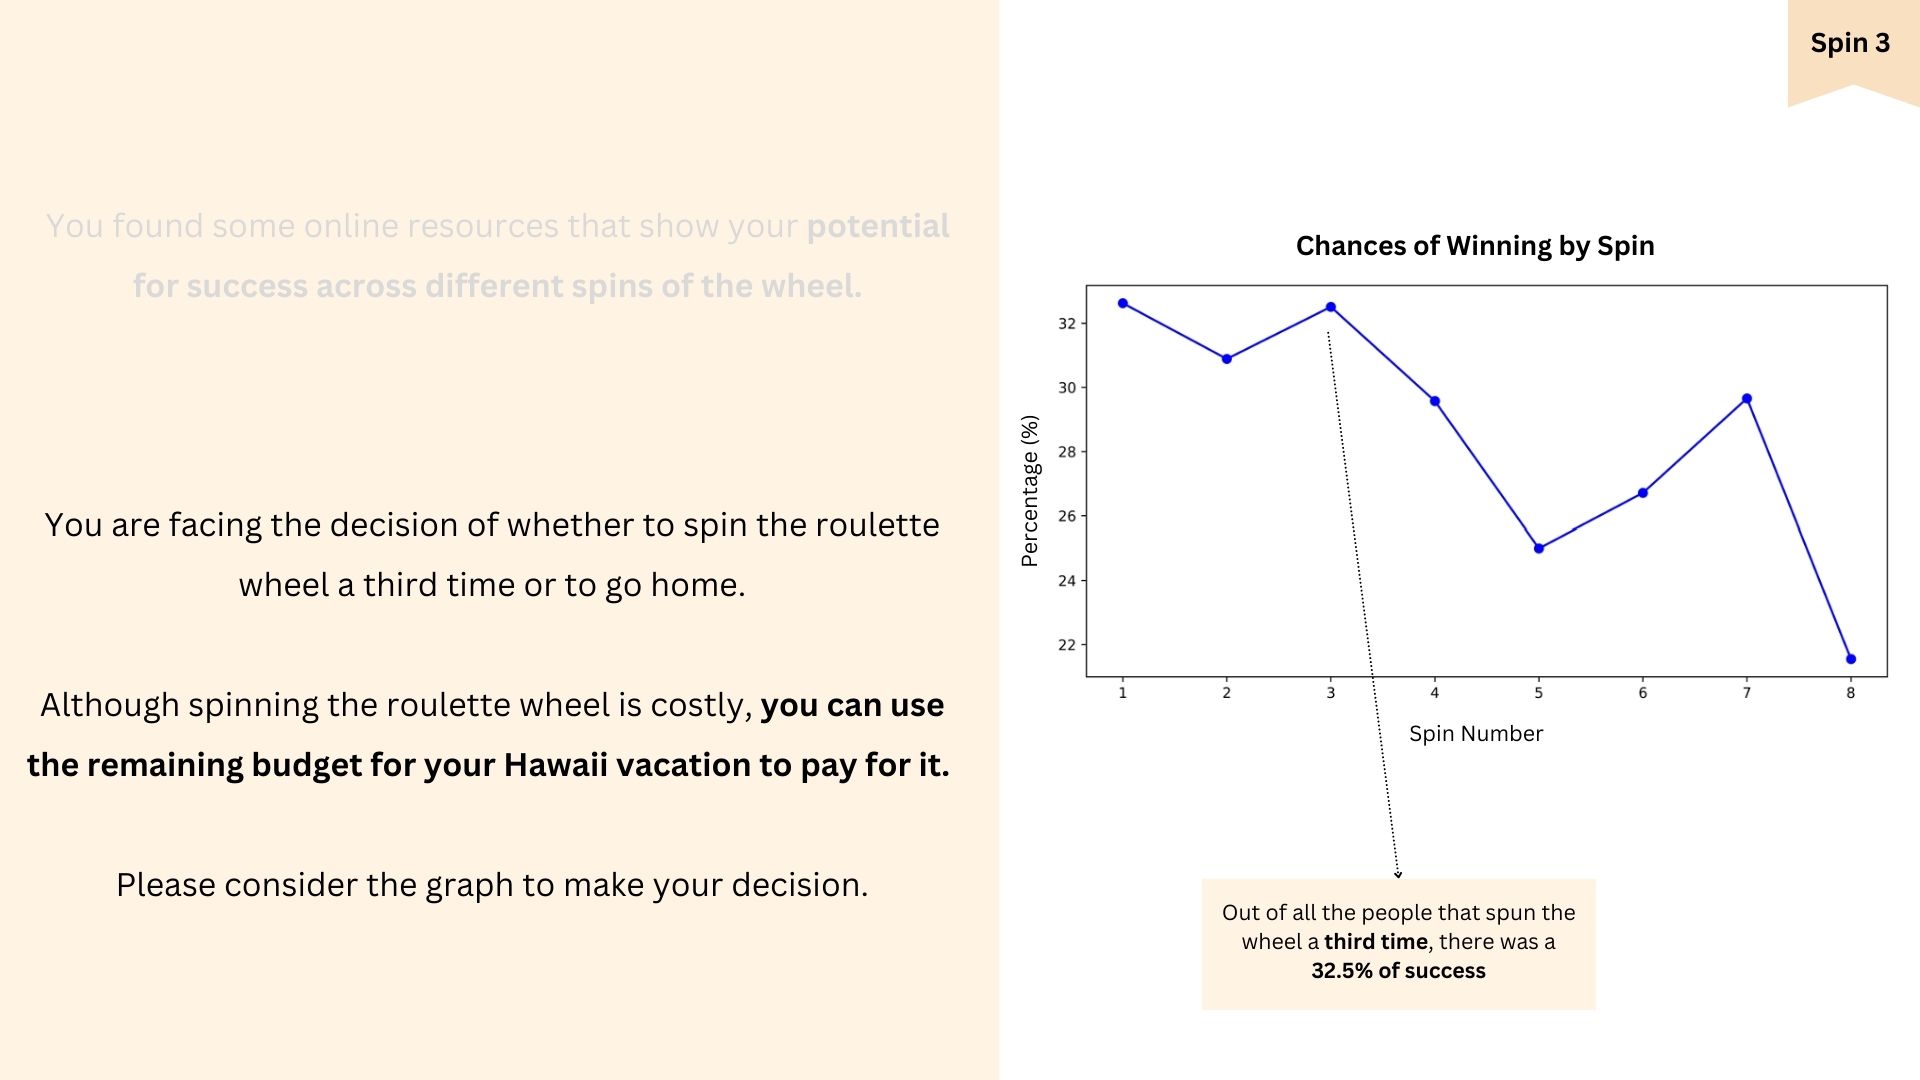 Spin 3
You found some online resources that show your potential
for success across different spins of the wheel.
You are facing the decision of whether to spin the roulette
wheel a third time or to go home.
Although spinning the roulette wheel is costly, you can use
the remaining budget for your Hawaii vacation to pay for it.
Please consider the graph to make your decision.
Chances of Winning by Spin
Percentage (%)
32
30
28
26
24
22
1 2 3 4 5 6 7 8
Spin Number
Out of all the people that spun the
wheel a third time, there was a
32.5% of success